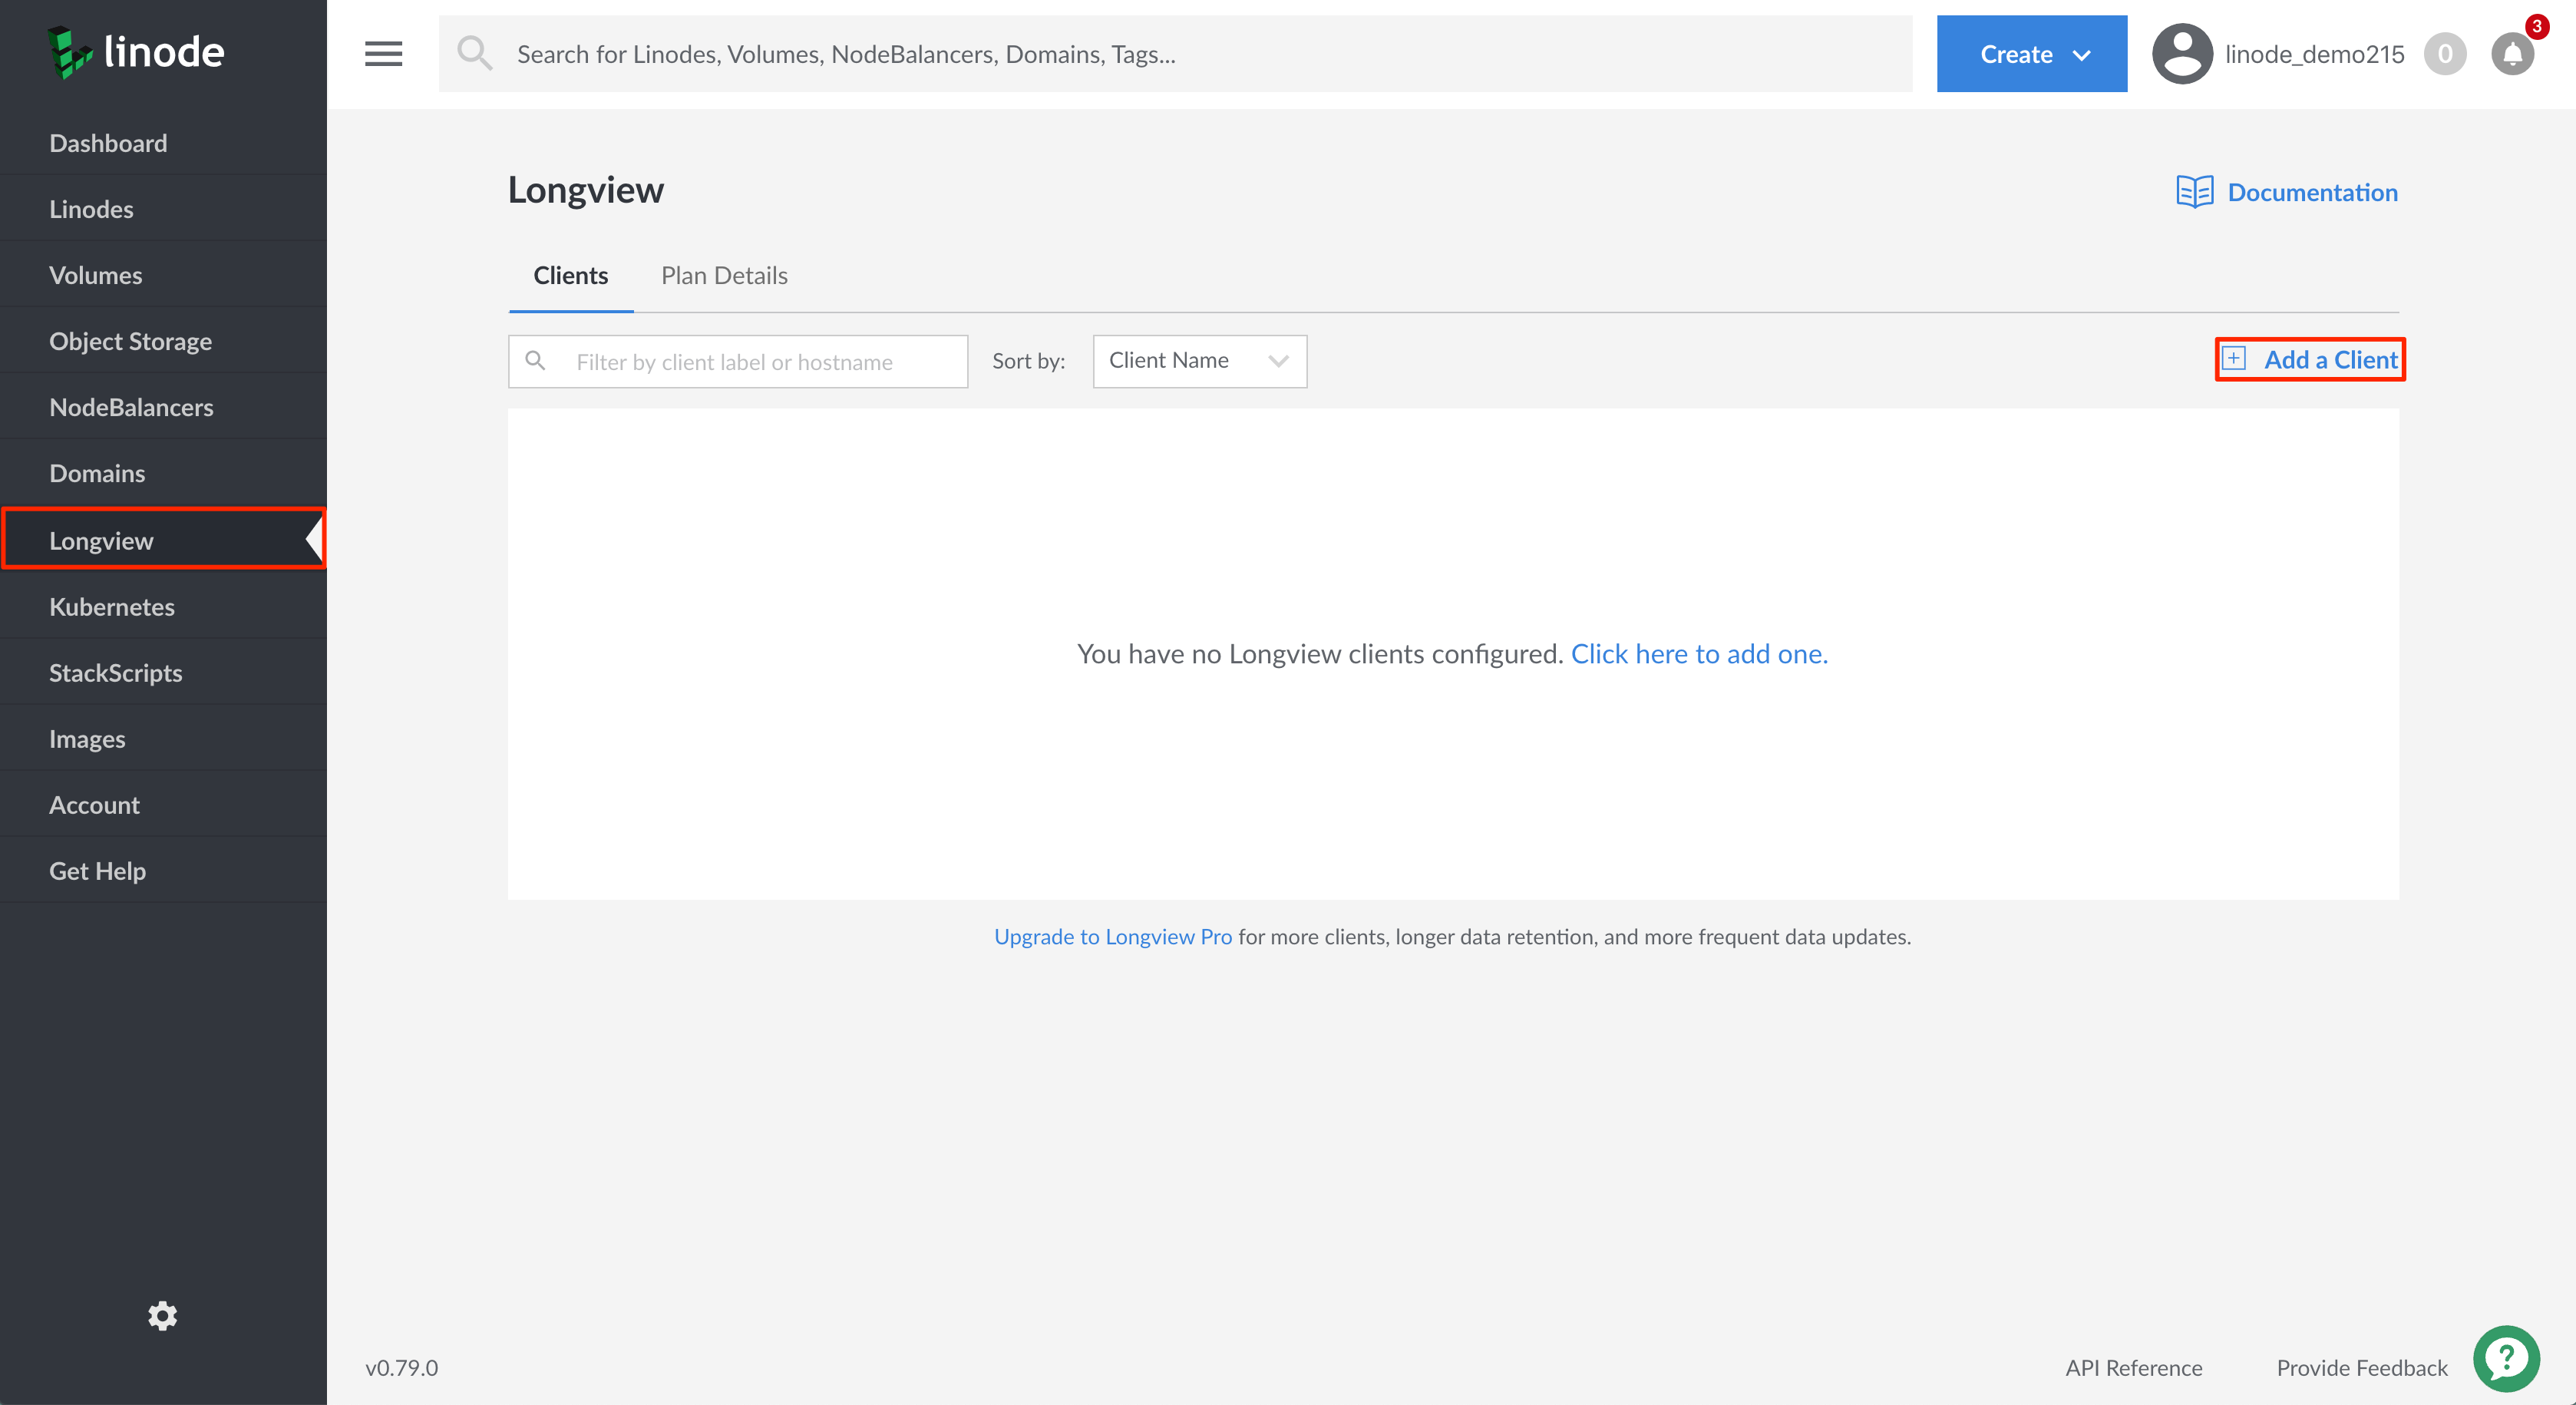 linode
Search for Linodes, Volumes, NodeBalancers, Domains, Tags...
Create
linode_demo215
0
3
Dashboard
Linodes
Volumes
Object Storage
NodeBalancers
Domains
Longview
Kubernetes
StackScripts
Images
Account
Get Help
Longview
Documentation
Clients
Plan Details
Filter by client label or hostname
Sort by:
Client Name
Add a Client
You have no Longview clients configured. Click here to add one.
Upgrade to Longview Pro for more clients, longer data retention, and more frequent data updates.
v0.79.0
API Reference
Provide Feedback
?